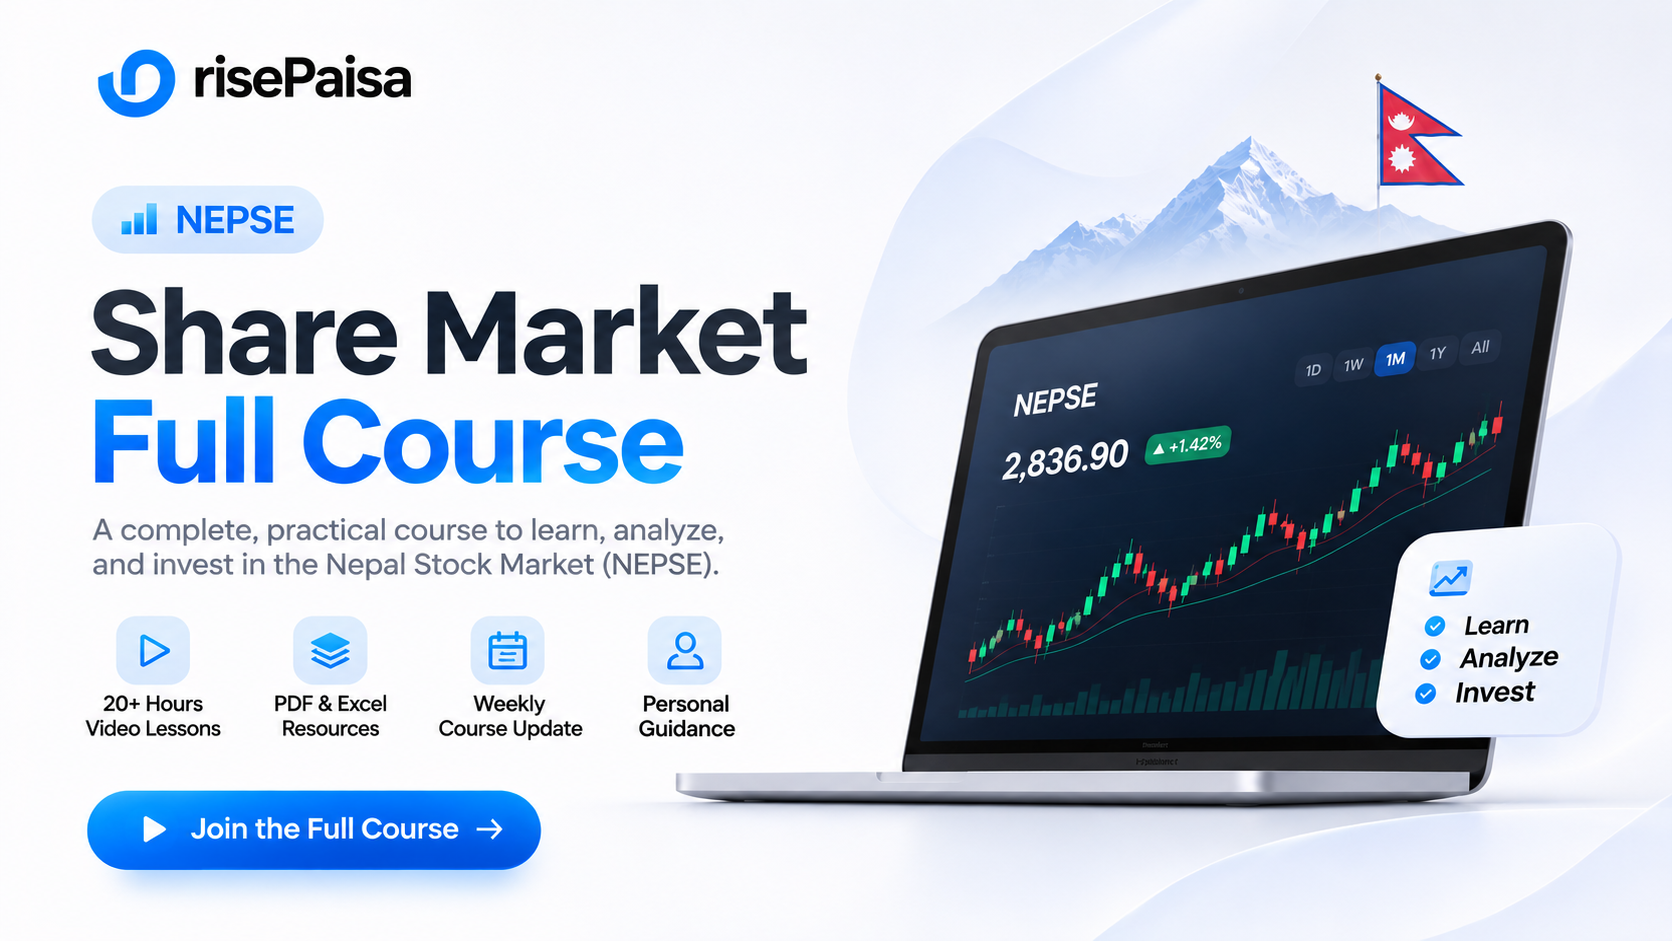 risePaisa
NEPSE
Share Market
Full Course
A complete, practical course to learn, analyze,
and invest in the Nepal Stock Market (NEPSE).
20+ Hours
Video Lessons
PDF & Excel
Resources
Weekly
Course Update
Personal
Guidance
Join the Full Course →
NEPSE
2,836.90
▲ +1.42%
1D 1W 1M 1Y All
Learn
Analyze
Invest